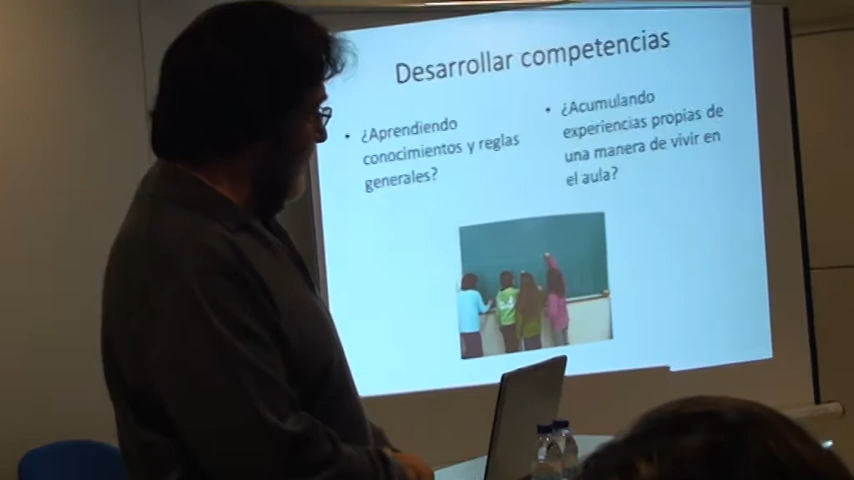 Desarrollar competencias
• ¿Aprendiendo
conocimientos y reglas
generales?
• ¿Acumulando
experiencias propias de
una manera de vivir en
el aula?